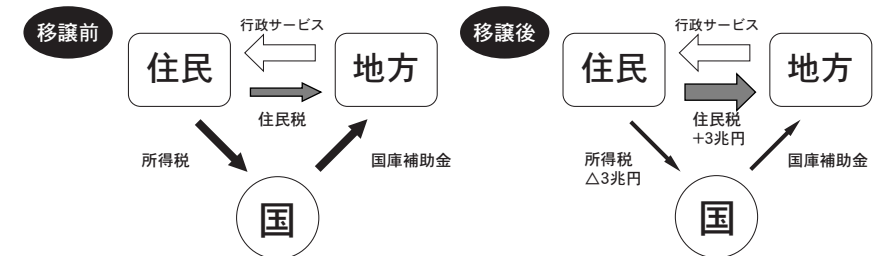 移譲前
行政サービス
住民
地方
住民税
所得税
国庫補助金
国
移譲後
行政サービス
住民
地方
住民税
+3兆円
所得税
△3兆円
国庫補助金
国